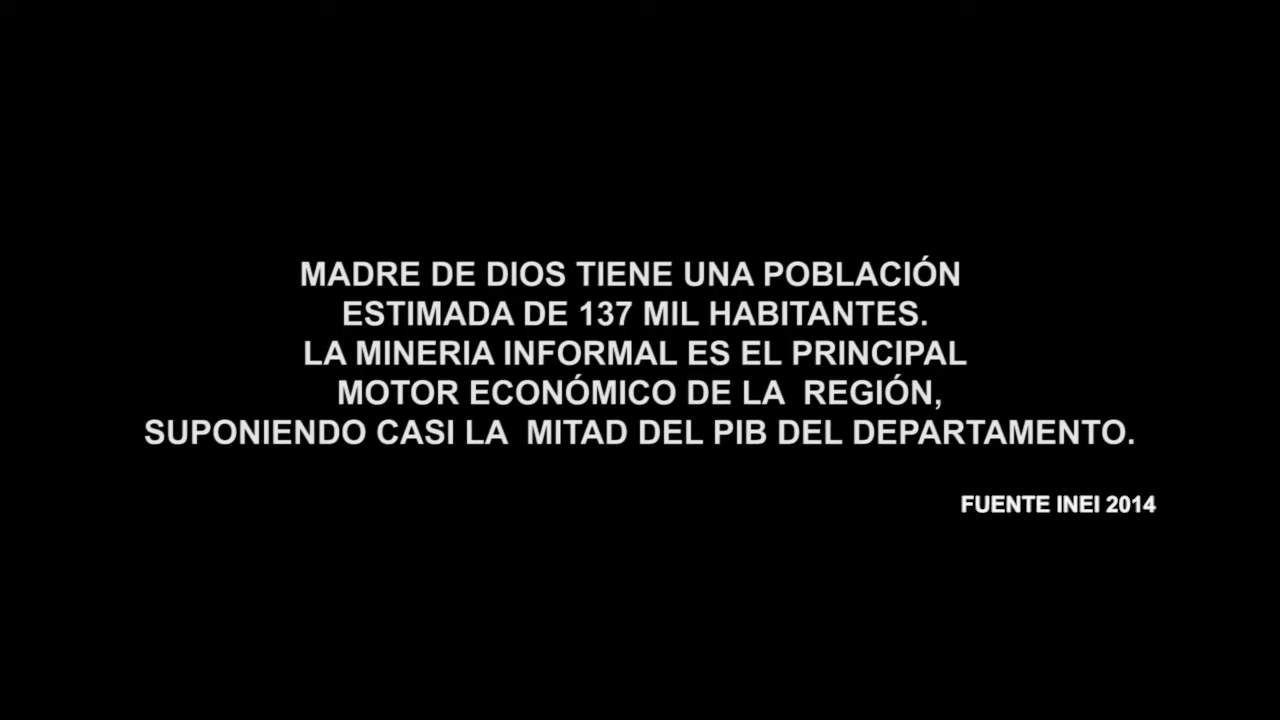 MADRE DE DIOS TIENE UNA POBLACIÓN
ESTIMADA DE 137 MIL HABITANTES.
LA MINERIA INFORMAL ES EL PRINCIPAL
MOTOR ECONÓMICO DE LA  REGIÓN,
SUPONIENDO CASI LA  MITAD DEL PIB DEL DEPARTAMENTO.
FUENTE INEI 2014